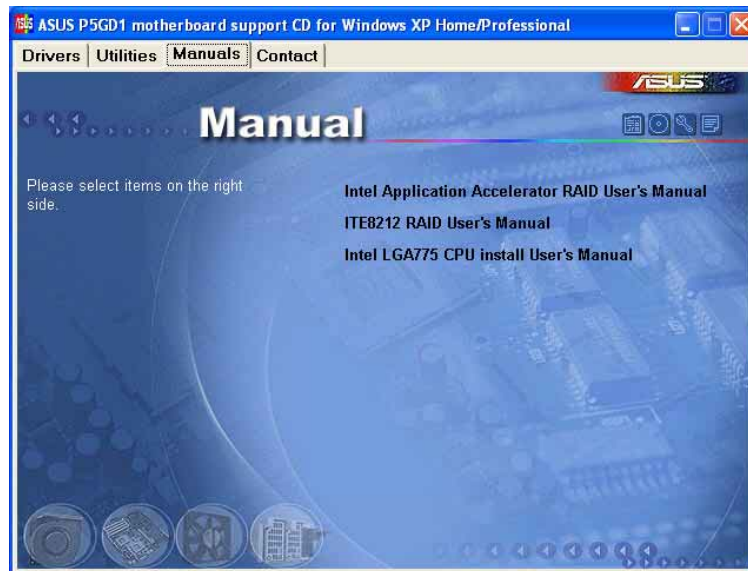 ASUS P5GD1 motherboard support CD for Windows XP Home/Professional
Drivers Utilities Manuals Contact
ASUS
Manual
Please select items on the right
side.
Intel Application Accelerator RAID User's Manual
ITE8212 RAID User's Manual
Intel LGA775 CPU install User's Manual